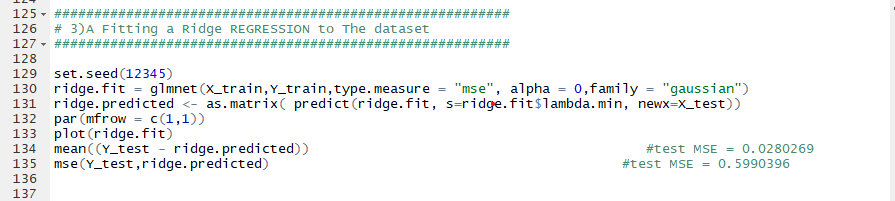 125 ##########################################################
126 # 3)A Fitting a Ridge REGRESSION to The dataset
127 ##########################################################
128
129 set.seed(12345)
130 ridge.fit = glmnet(X_train,Y_train,type.measure = "mse", alpha = 0,family = "gaussian")
131 ridge.predicted <- as.matrix( predict(ridge.fit, s=ridge.fit$lambda.min, newx=X_test))
132 par(mfrow = c(1,1))
133 plot(ridge.fit)
134 mean((Y_test - ridge.predicted)) #test MSE = 0.0280269
135 mse(Y_test,ridge.predicted) #test MSE = 0.5990396
136
137